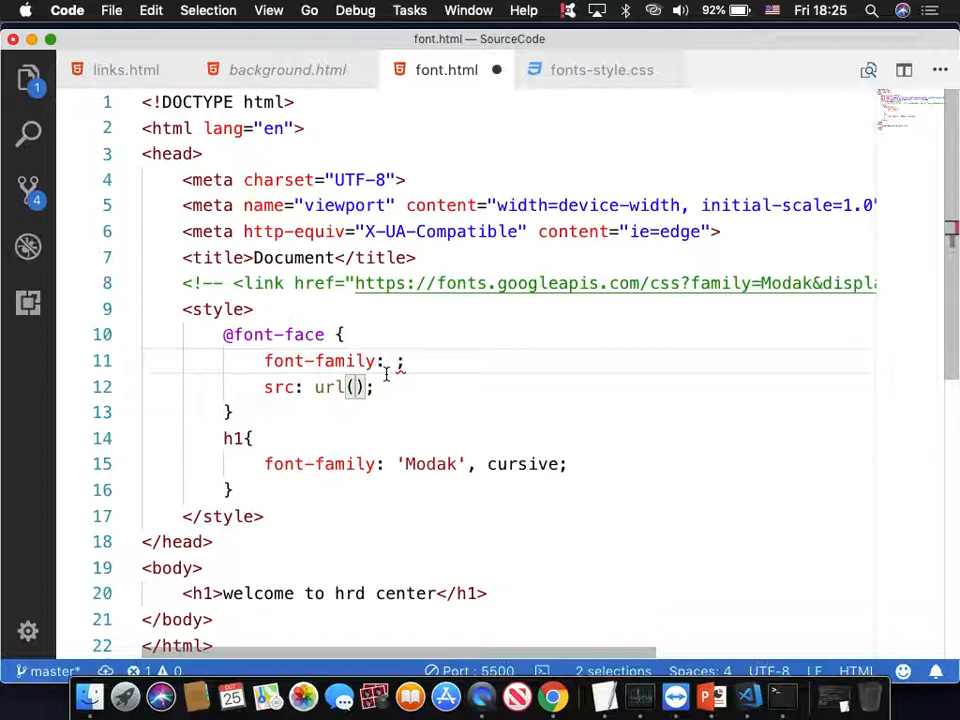 Code File Edit Selection View Go Debug Tasks Window Help 92% Fri 18:25
font.html — SourceCode
links.html background.html font.html fonts-style.css
1 <!DOCTYPE html>
2 <html lang="en">
3 <head>
4 <meta charset="UTF-8">
5 <meta name="viewport" content="width=device-width, initial-scale=1.0"
6 <meta http-equiv="X-UA-Compatible" content="ie=edge">
7 <title>Document</title>
8 <!-- <link href="https://fonts.googleapis.com/css?family=Modak&displa
9 <style>
10 @font-face {
11 font-family: ;
12 src: url();
13 }
14 h1{
15 font-family: 'Modak', cursive;
16 }
17 </style>
18 </head>
19 <body>
20 <h1>welcome to hrd center</h1>
21 </body>
22 </html>
1
4
master* 1 0 Port : 5500 2 selections Spaces: 4 UTF-8 LF HTML
OCT
25